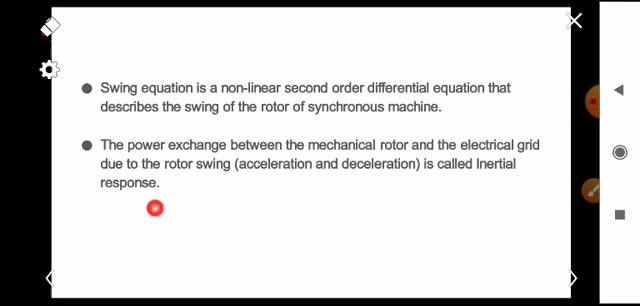 ● Swing equation is a non-linear second order differential equation that
describes the swing of the rotor of synchronous machine.
● The power exchange between the mechanical rotor and the electrical grid
due to the rotor swing (acceleration and deceleration) is called Inertial
response.